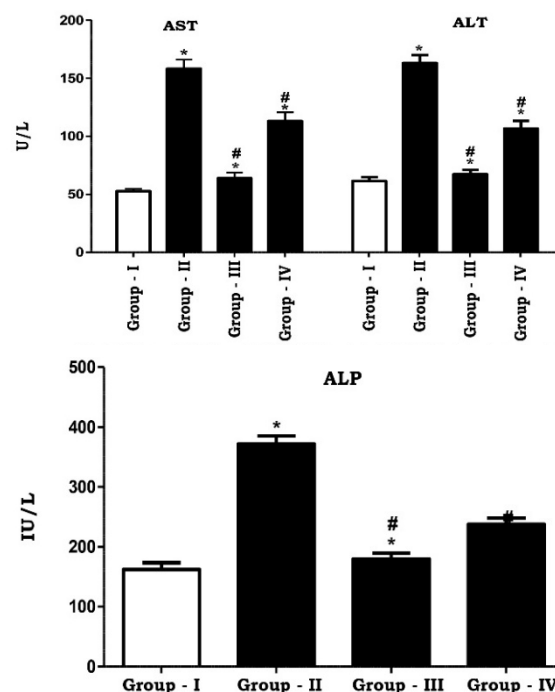 AST ALT
200
150
100
50
0
U/L
* * 
# # # #
* * * *
Group - I Group - II Group - III Group - IV Group - I Group - II Group - III Group - IV
ALP
500
400
300
200
100
0
IU/L
*
# #
*
Group - I Group - II Group - III Group - IV